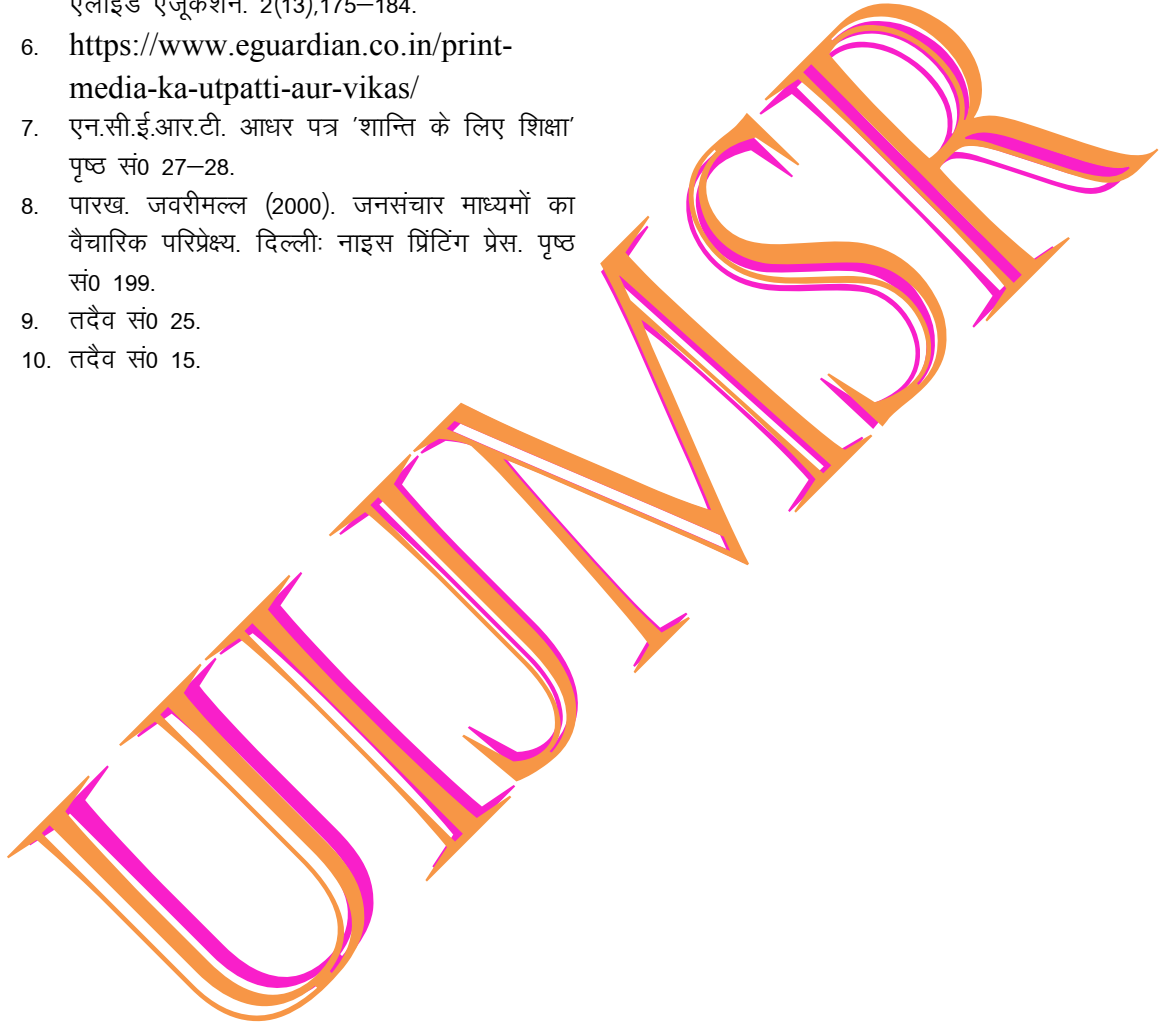 एलाइड एजूकेशन. 2(13),175–184.
6. https://www.eguardian.co.in/print-
media-ka-utpatti-aur-vikas/
7. एन.सी.ई.आर.टी. आधर पत्र 'शान्ति के लिए शिक्षा'
पृष्ठ सं0 27–28.
8. पारख. जवरीमल्ल (2000). जनसंचार माध्यमों का
वैचारिक परिप्रेक्ष्य. दिल्लीः नाइस प्रिंटिंग प्रेस. पृष्ठ
सं0 199.
9. तदैव सं0 25.
10. तदैव सं0 15.
UIJMSR